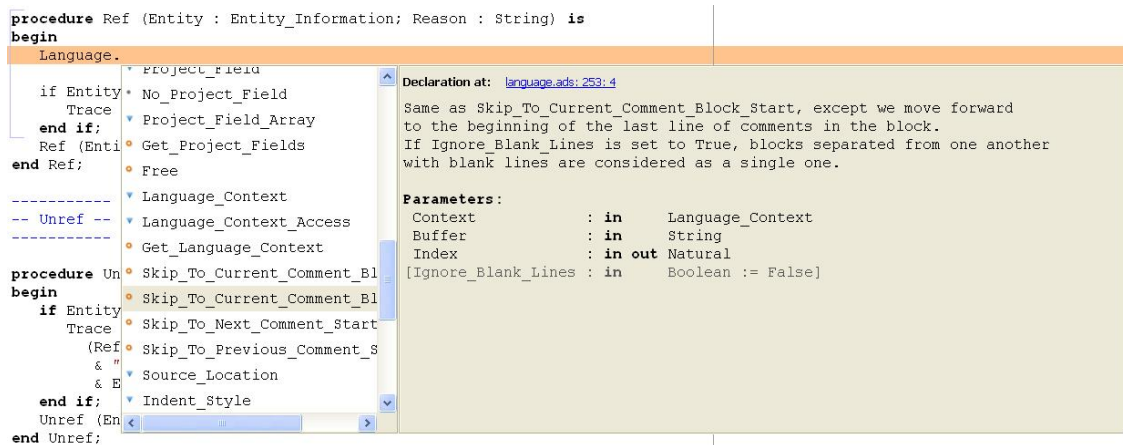 procedure Ref (Entity : Entity_Information; Reason : String) is
begin
Language.
if Entity
Trace
end if;
Ref (Enti
end Ref;
-----------
-- Unref --
-----------
procedure Un
begin
if Entity
Trace
(Ref
& "
& E
end if;
Unref (En
end Unref;
Project_Field
No_Project_Field
Project_Field_Array
Get_Project_Fields
Free
Language_Context
Language_Context_Access
Get_Language_Context
Skip_To_Current_Comment_Bl
Skip_To_Current_Comment_Bl
Skip_To_Next_Comment_Start
Skip_To_Previous_Comment_S
Source_Location
Indent_Style
Declaration at: language.ads: 253: 4
Same as Skip_To_Current_Comment_Block_Start, except we move forward
to the beginning of the last line of comments in the block.
If Ignore_Blank_Lines is set to True, blocks separated from one another
with blank lines are considered as a single one.
Parameters:
Context : in Language_Context
Buffer : in String
Index : in out Natural
[Ignore_Blank_Lines : in Boolean := False]